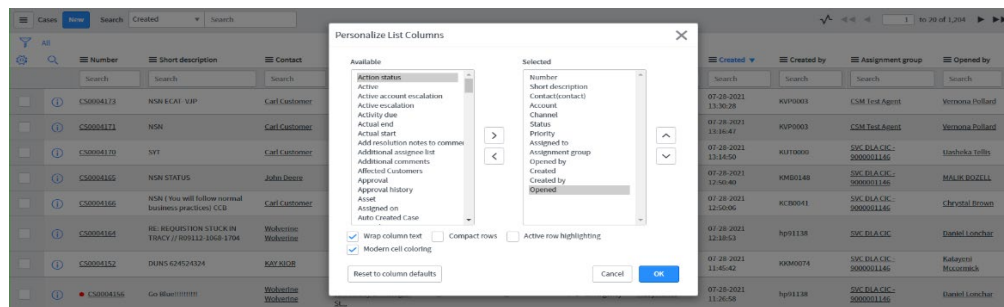 Cases New Search Created Search 1 to 20 of 1,204
All
Number Short description Contact Created Created by Assignment group Opened by
Search Search Search Search Search Search Search
Personalize List Columns
Available Selected
Action status
Active
Active account escalation
Active escalation
Activity due
Actual end
Actual start
Add resolution notes to commen
Additional assignee list
Additional comments
Affected Customers
Approval
Approval history
Asset
Assigned on
Auto Created Case
Number
Short description
Contact(contact)
Account
Channel
Status
Priority
Assigned to
Assignment group
Opened by
Created
Created by
Opened
Wrap column text Compact rows Active row highlighting
Modern cell coloring
Reset to column defaults Cancel OK
CS0004173 NSN ECAT VJP Carl Customer 07-28-2021 13:30:28 KVP0003 CSM Test Agent Vernona Pollard
CS0004171 NSN Carl Customer 07-28-2021 13:16:47 KVP0003 CSM Test Agent Vernona Pollard
CS0004170 SYT Carl Customer 07-28-2021 13:14:50 KUT0000 SVC DLA CIC - 9000001146 Iasheka Tellis
CS0004165 NSN STATUS John Deere 07-28-2021 12:50:40 KMB0148 SVC DLA CIC - 9000001146 MALIK BOZELL
CS0004166 NSN ( You will follow normal business practices) CCB Carl Customer 07-28-2021 12:50:06 KCB0041 SVC DLA CIC - 9000001146 Chrystal Brown
CS0004164 RE: REQUISTION STUCK IN TRACY // R09112-1068-1704 Wolverine Wolverine 07-28-2021 12:18:53 hp91138 SVC DLA CIC Daniel Lonchar
CS0004152 DUNS 624524324 KAY KIOR 07-28-2021 11:45:42 KKM0074 SVC DLA CIC - 9000001146 Katayeni Mccormick
CS0004156 Go Blue!!!!!!!!!! Wolverine Wolverine 07-28-2021 11:26:58 hp91138 SVC DLA CIC - 9000001146 Daniel Lonchar